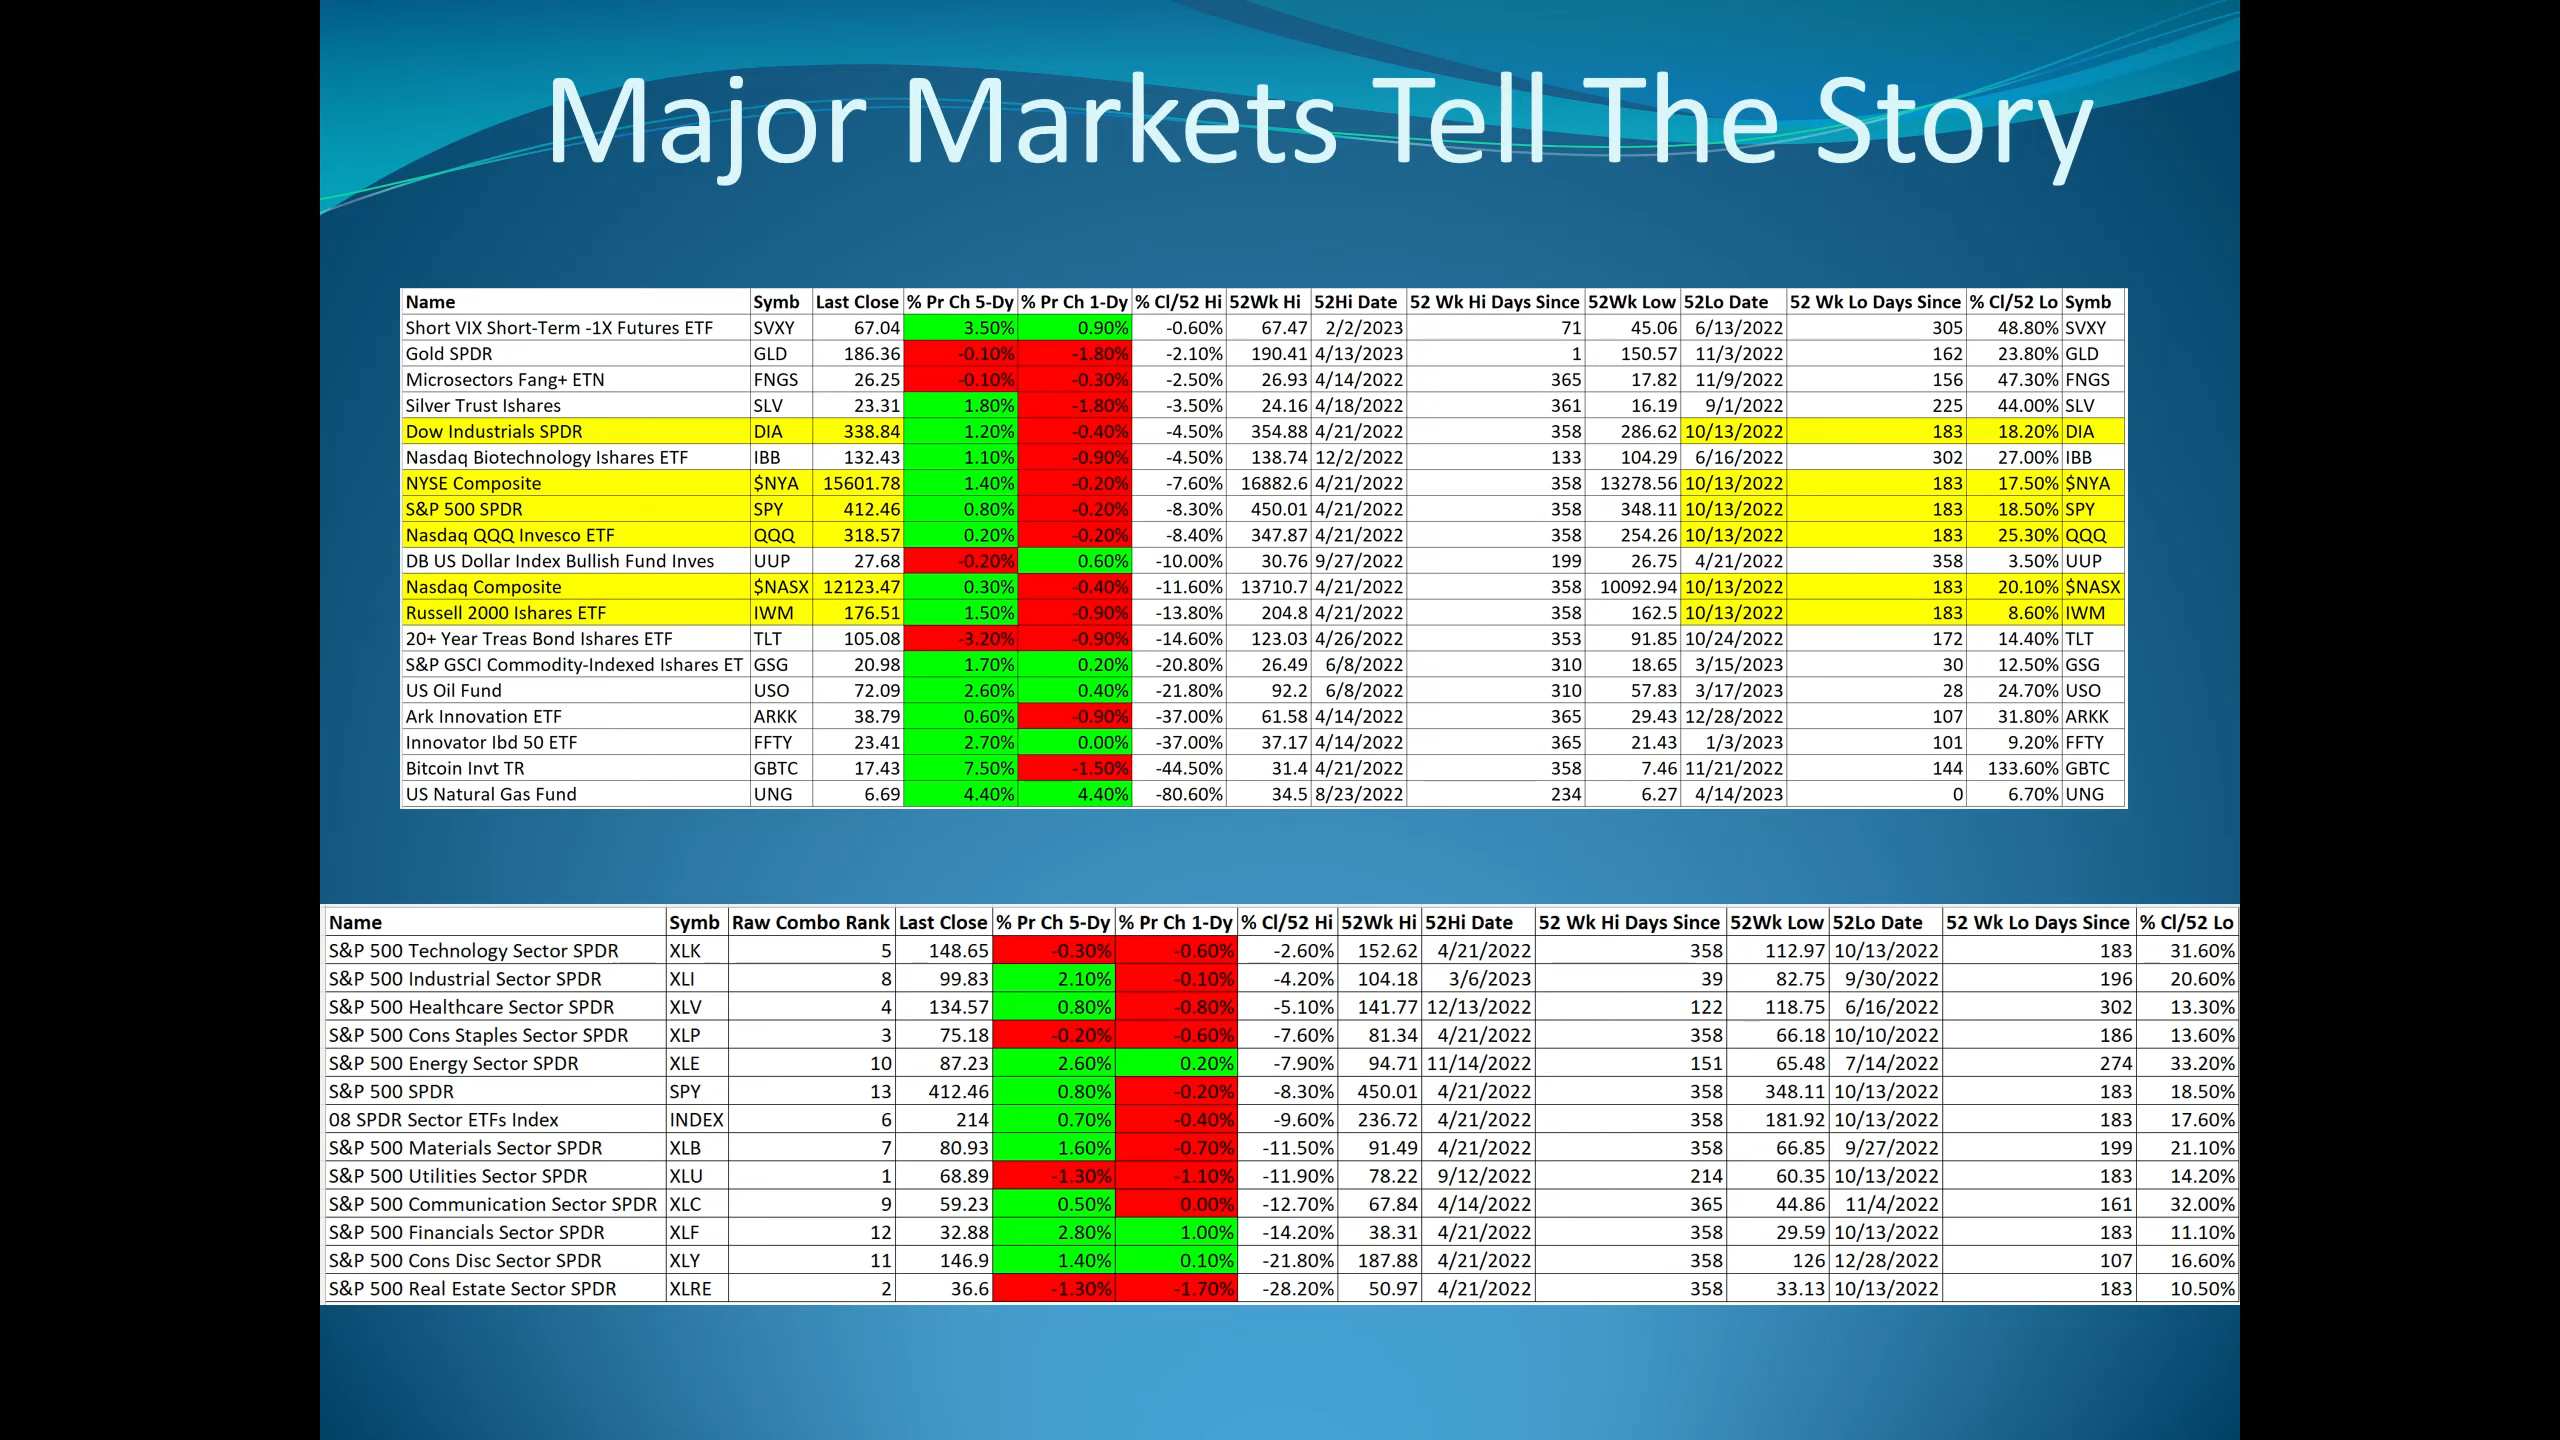 Major Markets Tell The Story
Name Symb Last Close % Pr Ch 5-Dy % Pr Ch 1-Dy % Cl/52 Hi 52Wk Hi 52Hi Date 52 Wk Hi Days Since 52Wk Low 52Lo Date 52 Wk Lo Days Since % Cl/52 Lo Symb
Short VIX Short-Term -1X Futures ETF SVXY 67.04 3.50% 0.90% -0.60% 67.47 2/2/2023 71 45.06 6/13/2022 305 48.80% SVXY
Gold SPDR GLD 186.36 -0.10% -1.80% -2.10% 190.41 4/13/2023 1 150.57 11/3/2022 162 23.80% GLD
Microsectors Fang+ ETN FNGS 26.25 -0.10% -0.30% -2.50% 26.93 4/14/2022 365 17.82 11/9/2022 156 47.30% FNGS
Silver Trust Ishares SLV 23.31 1.80% -1.80% -3.50% 24.16 4/18/2022 361 16.19 9/1/2022 225 44.00% SLV
Dow Industrials SPDR DIA 338.84 1.20% -0.40% -4.50% 354.88 4/21/2022 358 286.62 10/13/2022 183 18.20% DIA
Nasdaq Biotechnology Ishares ETF IBB 132.43 1.10% -0.90% -4.50% 138.74 12/2/2022 133 104.29 6/16/2022 302 27.00% IBB
NYSE Composite $NYA 15601.78 1.40% -0.20% -7.60% 16882.6 4/21/2022 358 13278.56 10/13/2022 183 17.50% $NYA
S&P 500 SPDR SPY 412.46 0.80% -0.20% -8.30% 450.01 4/21/2022 358 348.11 10/13/2022 183 18.50% SPY
Nasdaq QQQ Invesco ETF QQQ 318.57 0.20% -0.20% -8.40% 347.87 4/21/2022 358 254.26 10/13/2022 183 25.30% QQQ
DB US Dollar Index Bullish Fund Inves UUP 27.68 -0.20% 0.60% -10.00% 30.76 9/27/2022 199 26.75 4/21/2022 358 3.50% UUP
Nasdaq Composite $NASX 12123.47 0.30% -0.40% -11.60% 13710.7 4/21/2022 358 10092.94 10/13/2022 183 20.10% $NASX
Russell 2000 Ishares ETF IWM 176.51 1.50% -0.90% -13.80% 204.8 4/21/2022 358 162.5 10/13/2022 183 8.60% IWM
20+ Year Treas Bond Ishares ETF TLT 105.08 -3.20% -0.90% -14.60% 123.03 4/26/2022 353 91.85 10/24/2022 172 14.40% TLT
S&P GSCI Commodity-Indexed Ishares ET GSG 20.98 1.70% 0.20% -20.80% 26.49 6/8/2022 310 18.65 3/15/2023 30 12.50% GSG
US Oil Fund USO 72.09 2.60% 0.40% -21.80% 92.2 6/8/2022 310 57.83 3/17/2023 28 24.70% USO
Ark Innovation ETF ARKK 38.79 0.60% -0.90% -37.00% 61.58 4/14/2022 365 29.43 12/28/2022 107 31.80% ARKK
Innovator Ibd 50 ETF FFTY 23.41 2.70% 0.00% -37.00% 37.17 4/14/2022 365 21.43 1/3/2023 101 9.20% FFTY
Bitcoin Invt TR GBTC 17.43 7.50% -1.50% -44.50% 31.4 4/21/2022 358 7.46 11/21/2022 144 133.60% GBTC
US Natural Gas Fund UNG 6.69 4.40% 4.40% -80.60% 34.5 8/23/2022 234 6.27 4/14/2023 0 6.70% UNG
Name Symb Raw Combo Rank Last Close % Pr Ch 5-Dy % Pr Ch 1-Dy % Cl/52 Hi 52Wk Hi 52Hi Date 52 Wk Hi Days Since 52Wk Low 52Lo Date 52 Wk Lo Days Since % Cl/52 Lo
S&P 500 Technology Sector SPDR XLK 5 148.65 -0.30% -0.60% -2.60% 152.62 4/21/2022 358 112.97 10/13/2022 183 31.60%
S&P 500 Industrial Sector SPDR XLI 8 99.83 2.10% -0.10% -4.20% 104.18 3/6/2023 39 82.75 9/30/2022 196 20.60%
S&P 500 Healthcare Sector SPDR XLV 4 134.57 0.80% -0.80% -5.10% 141.77 12/13/2022 122 118.75 6/16/2022 302 13.30%
S&P 500 Cons Staples Sector SPDR XLP 3 75.18 -0.20% -0.60% -7.60% 81.34 4/21/2022 358 66.18 10/10/2022 186 13.60%
S&P 500 Energy Sector SPDR XLE 10 87.23 2.60% 0.20% -7.90% 94.71 11/14/2022 151 65.48 7/14/2022 274 33.20%
S&P 500 SPDR SPY 13 412.46 0.80% -0.20% -8.30% 450.01 4/21/2022 358 348.11 10/13/2022 183 18.50%
08 SPDR Sector ETFs Index INDEX 6 214 0.70% -0.40% -9.60% 236.72 4/21/2022 358 181.92 10/13/2022 183 17.60%
S&P 500 Materials Sector SPDR XLB 7 80.93 1.60% -0.70% -11.50% 91.49 4/21/2022 358 66.85 9/27/2022 199 21.10%
S&P 500 Utilities Sector SPDR XLU 1 68.89 -1.30% -1.10% -11.90% 78.22 9/12/2022 214 60.35 10/13/2022 183 14.20%
S&P 500 Communication Sector SPDR XLC 9 59.23 0.50% 0.00% -12.70% 67.84 4/14/2022 365 44.86 11/4/2022 161 32.00%
S&P 500 Financials Sector SPDR XLF 12 32.88 2.80% 1.00% -14.20% 38.31 4/21/2022 358 29.59 10/13/2022 183 11.10%
S&P 500 Cons Disc Sector SPDR XLY 11 146.9 1.40% 0.10% -21.80% 187.88 4/21/2022 358 126 12/28/2022 107 16.60%
S&P 500 Real Estate Sector SPDR XLRE 2 36.6 -1.30% -1.70% -28.20% 50.97 4/21/2022 358 33.13 10/13/2022 183 10.50%